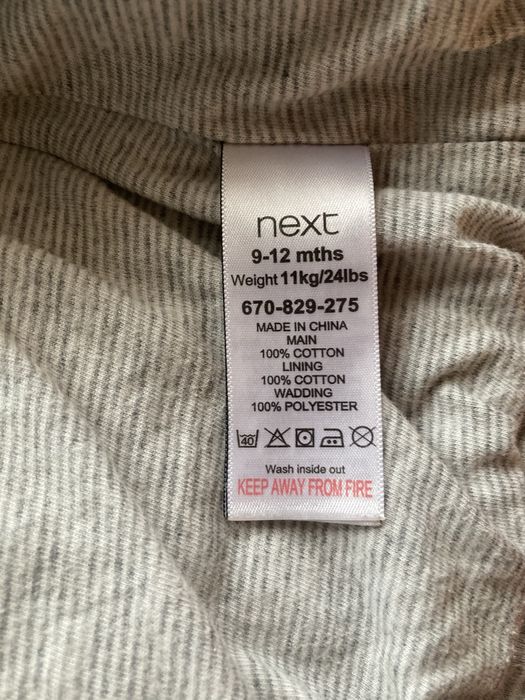 next
9-12 mths
Weight 11kg/24lbs
670-829-275
MADE IN CHINA
MAIN
100% COTTON
LINING
100% COTTON
WADDING
100% POLYESTER
40
Wash inside out
KEEP AWAY FROM FIRE